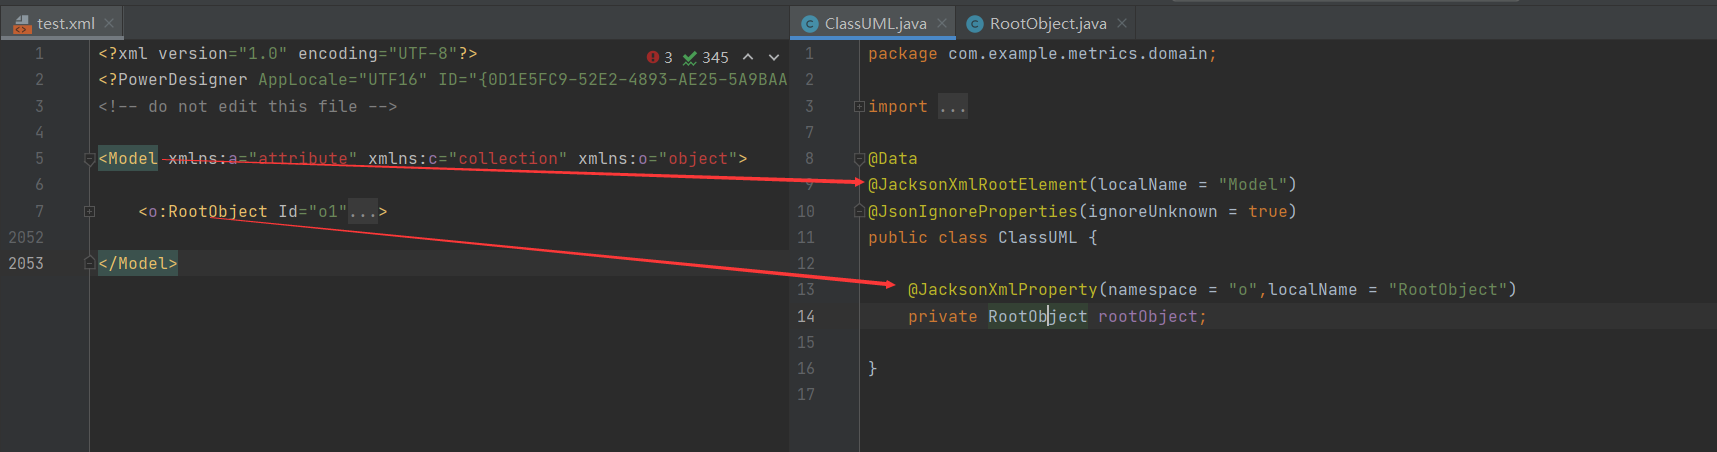 test.xml
1 <?xml version="1.0" encoding="UTF-8"?>
3 345
2 <?PowerDesigner AppLocale="UTF16" ID="{0D1E5FC9-52E2-4893-AE25-5A9BAA
3 <!-- do not edit this file -->
4
5 <Model xmlns:a="attribute" xmlns:c="collection" xmlns:o="object">
6
7 <o:RootObject Id="o1"...>
2052
2053 </Model>
ClassUML.java RootObject.java
1 package com.example.metrics.domain;
2
3 import ...
7
8 @Data
9 @JacksonXmlRootElement(localName = "Model")
10 @JsonIgnoreProperties(ignoreUnknown = true)
11 public class ClassUML {
12
13 @JacksonXmlProperty(namespace = "o",localName = "RootObject")
14 private RootObject rootObject;
15
16 }
17